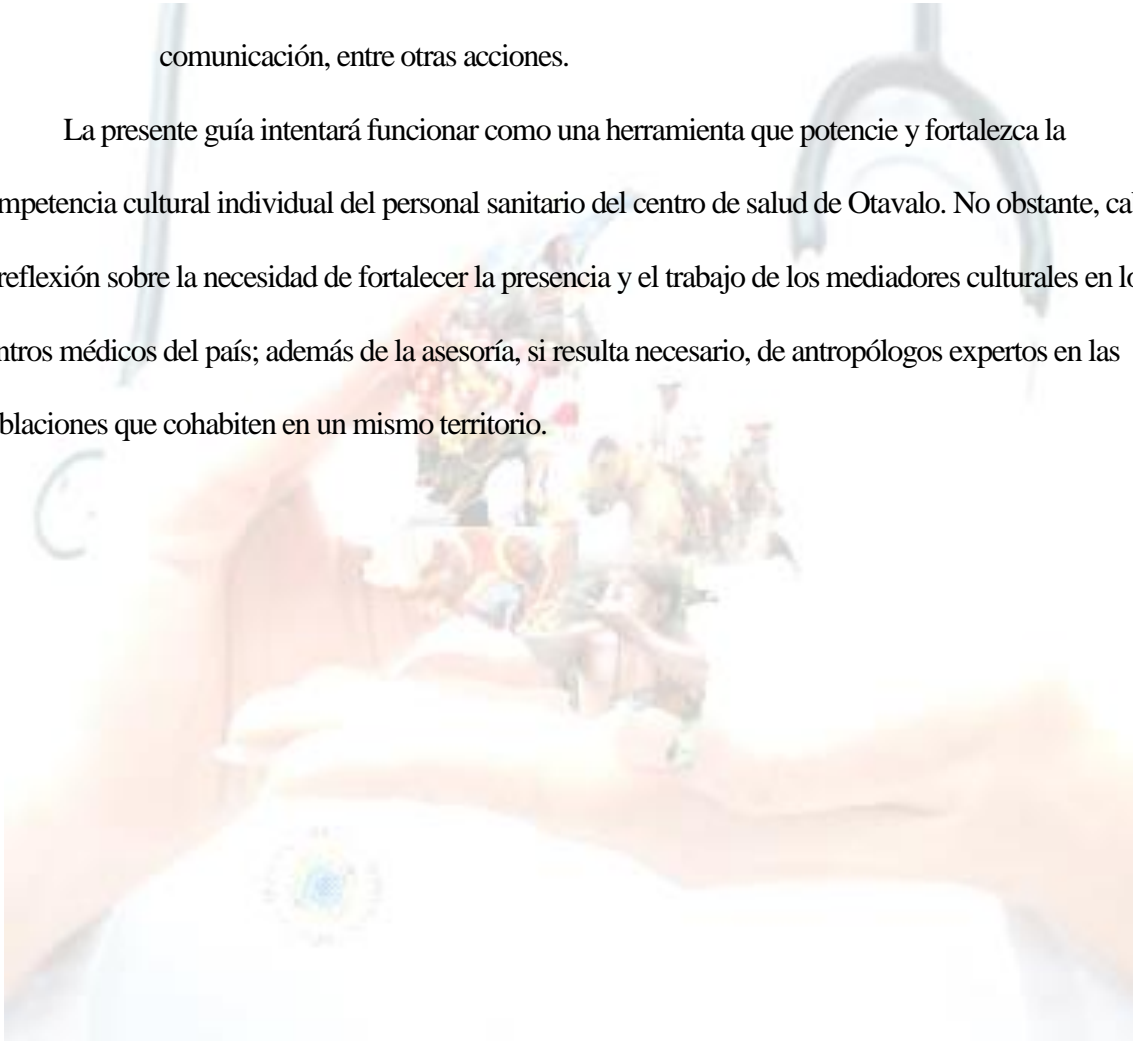 comunicación, entre otras acciones.
La presente guía intentará funcionar como una herramienta que potencie y fortalezca la
mpetencia cultural individual del personal sanitario del centro de salud de Otavalo. No obstante, ca
reflexión sobre la necesidad de fortalecer la presencia y el trabajo de los mediadores culturales en lo
ntros médicos del país; además de la asesoría, si resulta necesario, de antropólogos expertos en las
blaciones que cohabiten en un mismo territorio.